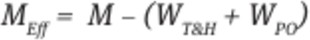 M_Eff = M – (W_T&H + W_PO)